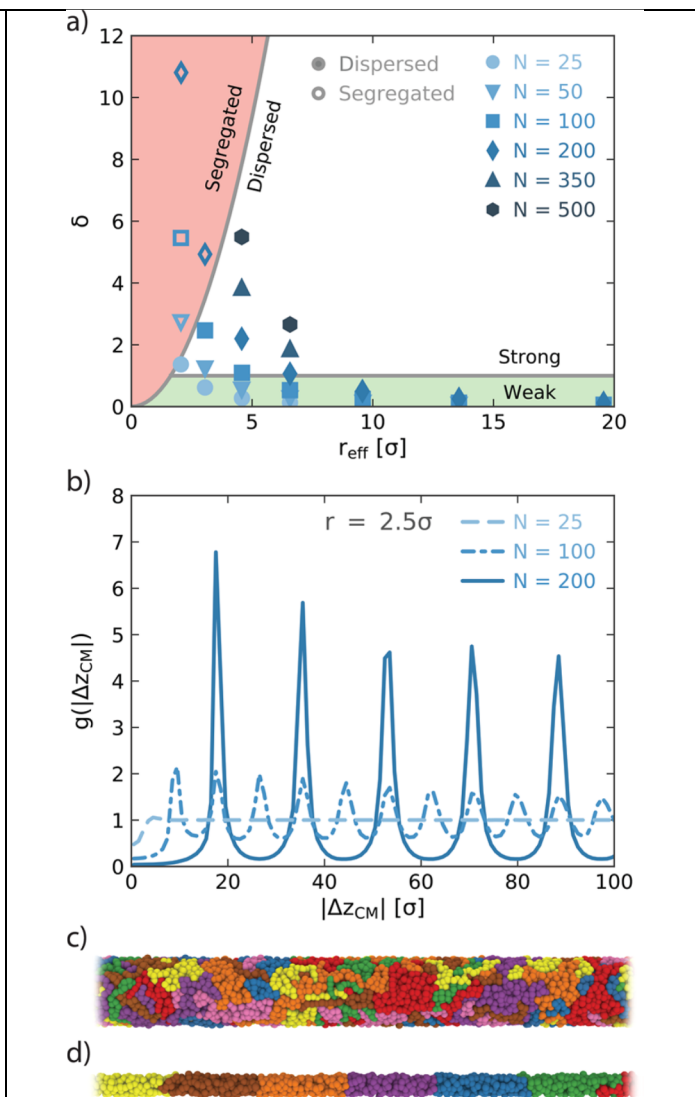 a)
12
10
8
6
4
2
0
δ
Segregated
Dispersed
Dispersed
Segregated
N = 25
N = 50
N = 100
N = 200
N = 350
N = 500
Strong
Weak
0 5 10 15 20
r_eff [σ]
b)
8
7
6
5
4
3
2
1
0
g(|Δz_CM|)
r = 2.5σ
N = 25
N = 100
N = 200
0 20 40 60 80 100
|Δz_CM| [σ]
c)
d)